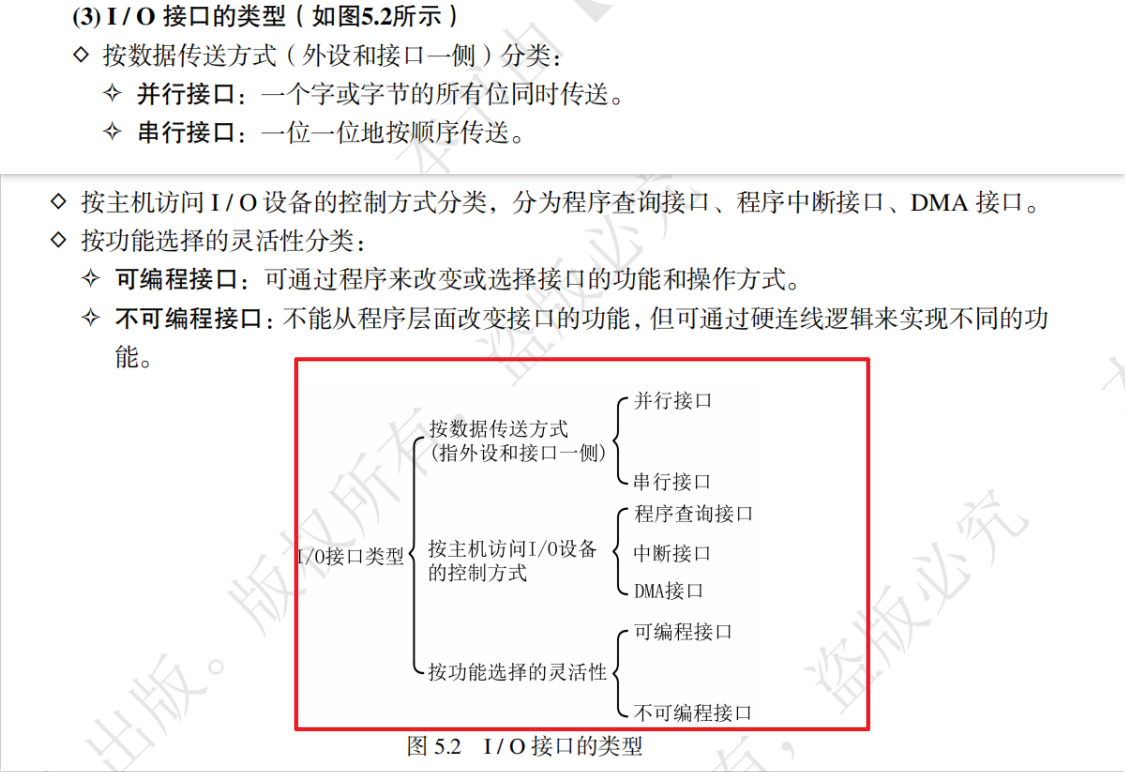 (3) I / O 接口的类型（如图5.2所示）
◇ 按数据传送方式（外设和接口一侧）分类：
✧ 并行接口：一个字或字节的所有位同时传送。
✧ 串行接口：一位一位地按顺序传送。
◇ 按主机访问 I / O 设备的控制方式分类，分为程序查询接口、程序中断接口、DMA 接口。
◇ 按功能选择的灵活性分类：
✧ 可编程接口：可通过程序来改变或选择接口的功能和操作方式。
✧ 不可编程接口：不能从程序层面改变接口的功能，但可通过硬连线逻辑来实现不同的功
能。
I/O接口类型
按数据传送方式
(指外设和接口一侧)
并行接口
串行接口
按主机访问I/O设备
的控制方式
程序查询接口
中断接口
DMA接口
按功能选择的灵活性
可编程接口
不可编程接口
图 5.2 I / O 接口的类型
出版。版权所有，盗版必究
盗版必究
有，